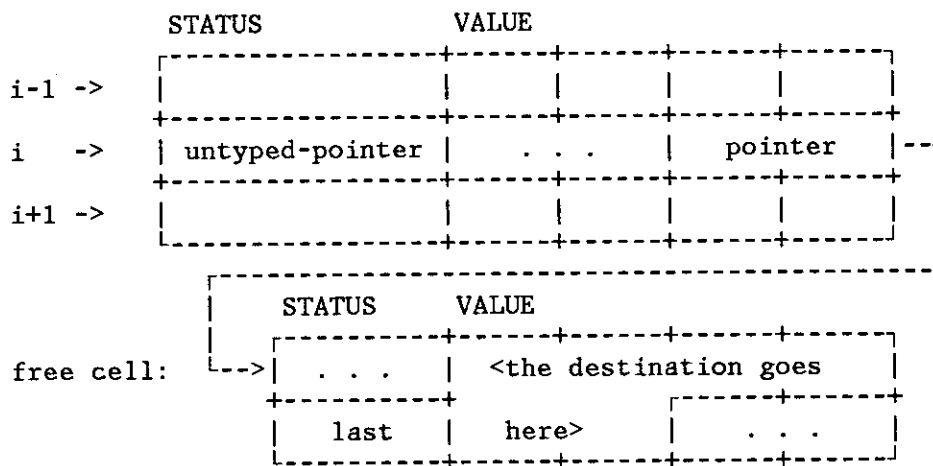 STATUS VALUE
i-1 ->
i -> untyped-pointer . . . pointer
i+1 ->
STATUS VALUE
free cell: . . . <the destination goes
last here> . . .